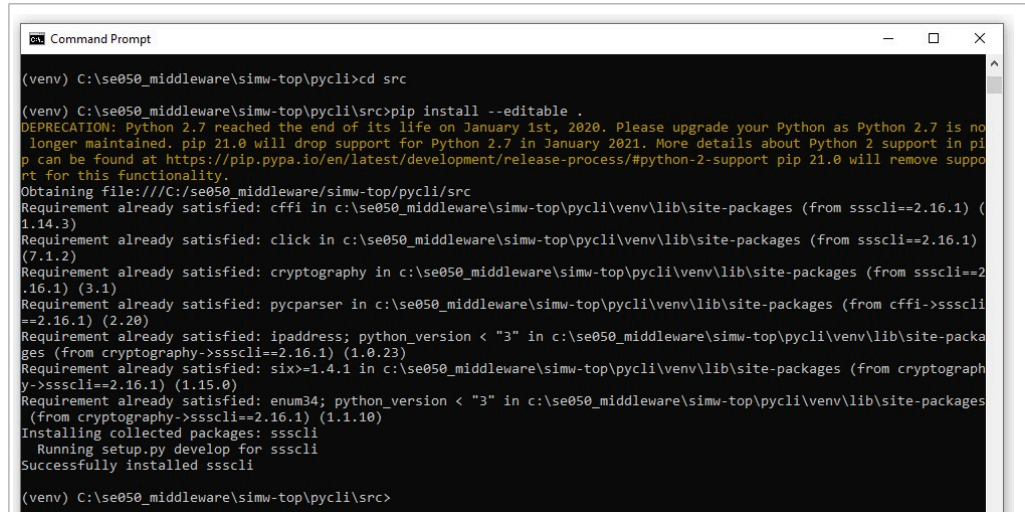 Command Prompt
(venv) C:\se050_middleware\simw-top\pycli>cd src
(venv) C:\se050_middleware\simw-top\pycli\src>pip install --editable .
DEPRECATION: Python 2.7 reached the end of its life on January 1st, 2020. Please upgrade your Python as Python 2.7 is no
 longer maintained. pip 21.0 will drop support for Python 2.7 in January 2021. More details about Python 2 support in pi
p can be found at https://pip.pypa.io/en/latest/development/release-process/#python-2-support pip 21.0 will remove suppo
rt for this functionality.
Obtaining file:///C:/se050_middleware/simw-top/pycli/src
Requirement already satisfied: cffi in c:\se050_middleware\simw-top\pycli\venv\lib\site-packages (from ssscli==2.16.1) (
1.14.3)
Requirement already satisfied: click in c:\se050_middleware\simw-top\pycli\venv\lib\site-packages (from ssscli==2.16.1)
(7.1.2)
Requirement already satisfied: cryptography in c:\se050_middleware\simw-top\pycli\venv\lib\site-packages (from ssscli==2
.16.1) (3.1)
Requirement already satisfied: pycparser in c:\se050_middleware\simw-top\pycli\venv\lib\site-packages (from cffi->ssscli
==2.16.1) (2.20)
Requirement already satisfied: ipaddress; python_version < "3" in c:\se050_middleware\simw-top\pycli\venv\lib\site-packa
ges (from cryptography->ssscli==2.16.1) (1.0.23)
Requirement already satisfied: six>=1.4.1 in c:\se050_middleware\simw-top\pycli\venv\lib\site-packages (from cryptograph
y->ssscli==2.16.1) (1.15.0)
Requirement already satisfied: enum34; python_version < "3" in c:\se050_middleware\simw-top\pycli\venv\lib\site-packages
 (from cryptography->ssscli==2.16.1) (1.1.10)
Installing collected packages: ssscli
  Running setup.py develop for ssscli
Successfully installed ssscli
(venv) C:\se050_middleware\simw-top\pycli\src>